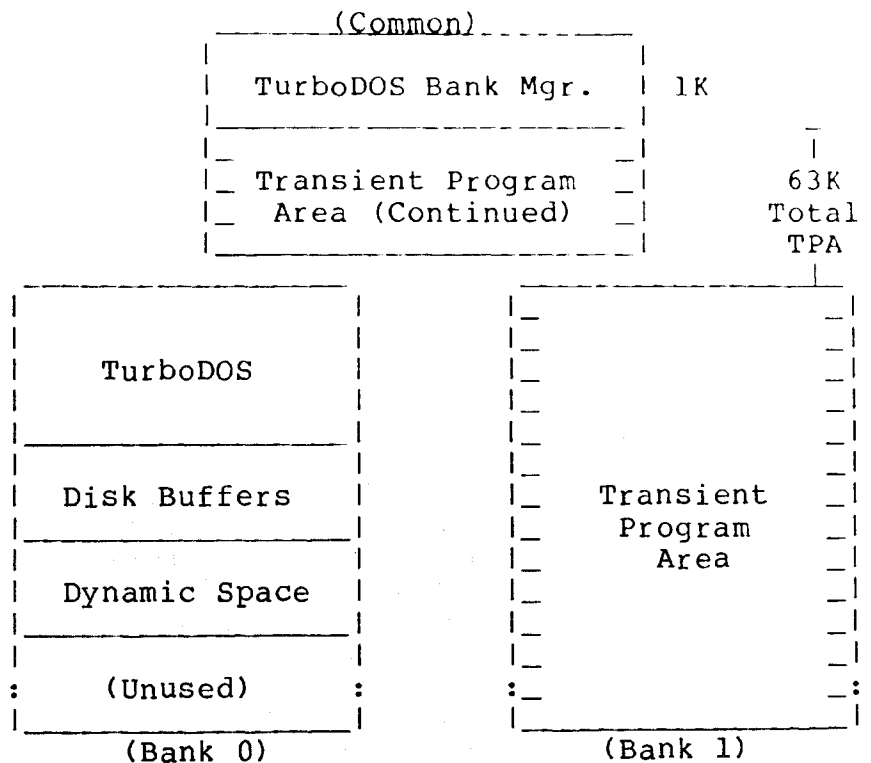 (Common)
TurboDOS Bank Mgr.
1K
Transient Program
Area (Continued)
63K
Total
TPA
TurboDOS
Disk Buffers
Dynamic Space
(Unused)
(Bank 0)
Transient
Program
Area
(Bank 1)